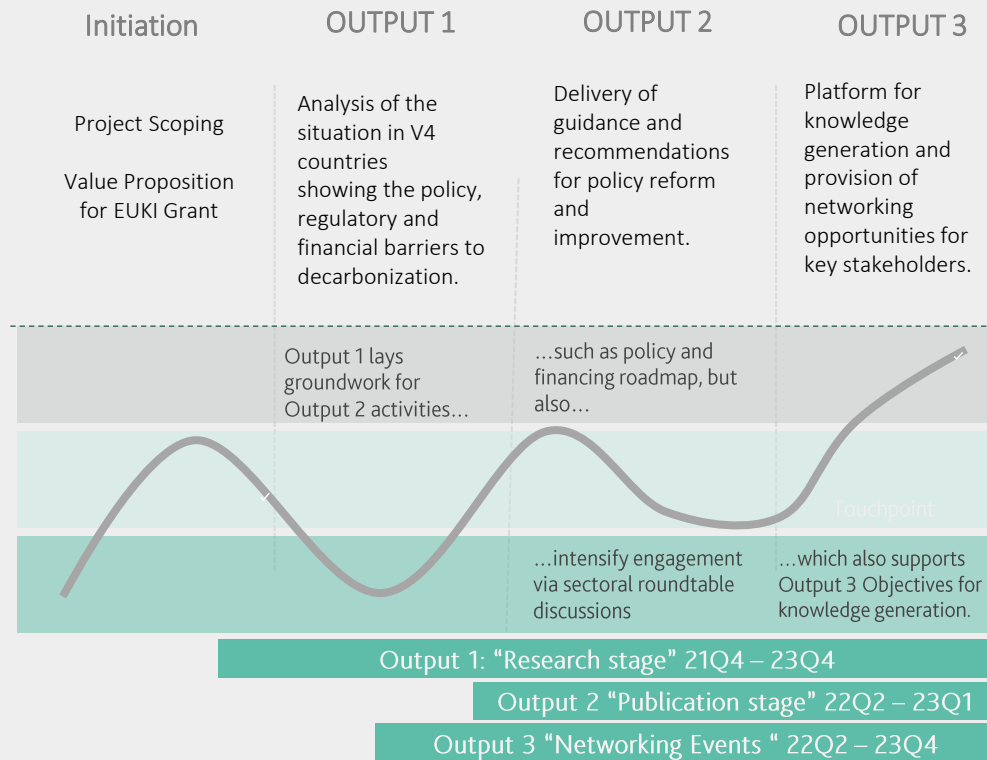 Initiation
OUTPUT 1
OUTPUT 2
OUTPUT 3
Project Scoping
Value Proposition
for EUKI Grant
Analysis of the
situation in V4
countries
showing the policy,
regulatory and
financial barriers to
decarbonization.
Delivery of
guidance and
recommendations
for policy reform
and
improvement.
Platform for
knowledge
generation and
provision of
networking
opportunities for
key stakeholders.
Output 1 lays
groundwork for
Output 2 activities…
…such as policy and
financing roadmap, but
also…
Touchpoint
…intensify engagement
via sectoral roundtable
discussions
…which also supports
Output 3 Objectives for
knowledge generation.
Output 1: “Research stage” 21Q4 – 23Q4
Output 2 “Publication stage” 22Q2 – 23Q1
Output 3 “Networking Events “ 22Q2 – 23Q4